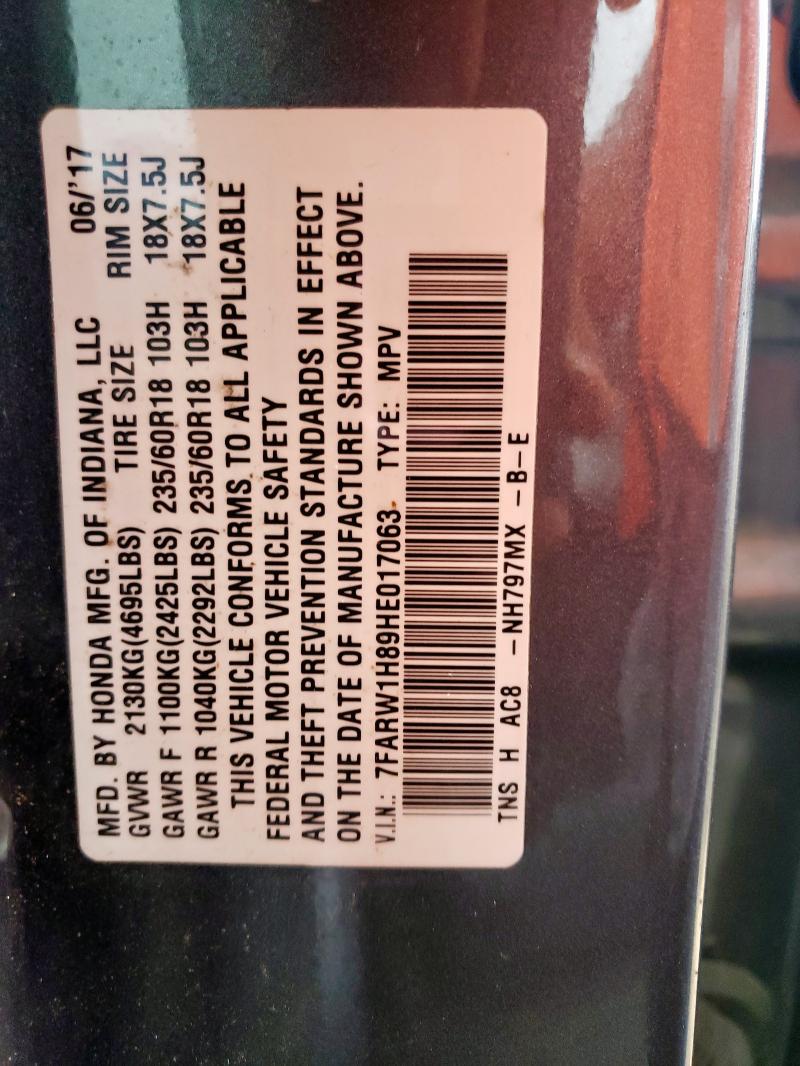 MFD. BY HONDA MFG. OF INDIANA, LLC 06/'17
GVWR 2130KG(4695LBS) TIRE SIZE RIM SIZE
GAWR F 1100KG(2425LBS) 235/60R18 103H 18X7.5J
GAWR R 1040KG(2292LBS) 235/60R18 103H 18X7.5J
THIS VEHICLE CONFORMS TO ALL APPLICABLE
FEDERAL MOTOR VEHICLE SAFETY
AND THEFT PREVENTION STANDARDS IN EFFECT
ON THE DATE OF MANUFACTURE SHOWN ABOVE.
V.I.N.: 7FARW1H89HE017063 TYPE: MPV
TNS H AC8 -NH797MX -B-E